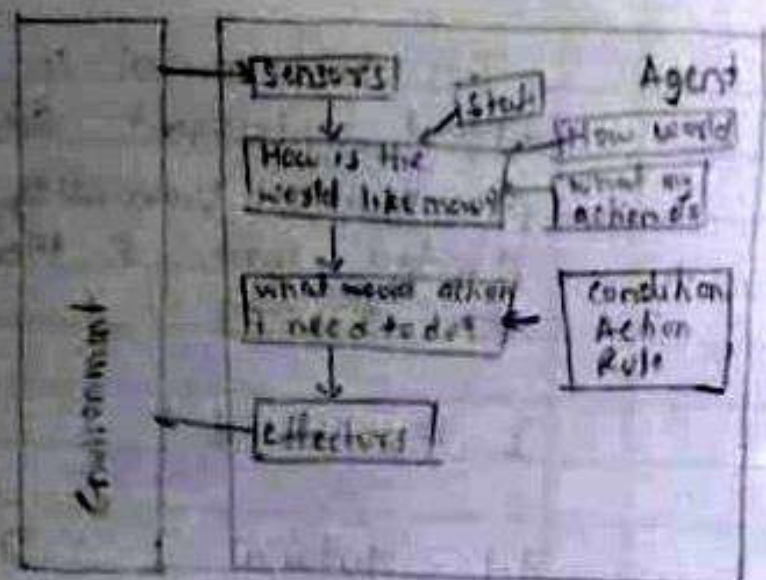 Sensors
Agent
State
How is the
world like now?
How world
What my
action do
What action
i need to do?
Condition
Action
Rule
effectors
Environment